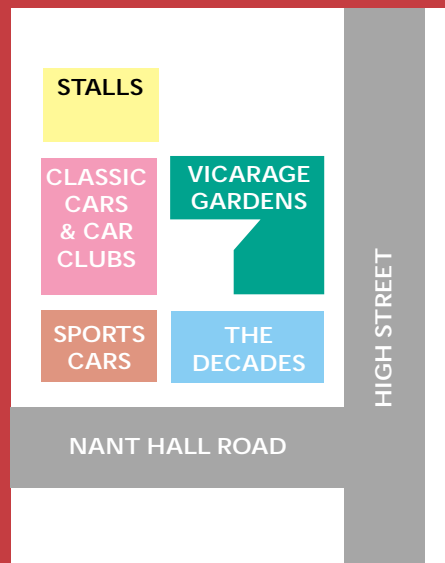 STALLS
CLASSIC
CARS
& CAR
CLUBS
VICARAGE
GARDENS
SPORTS
CARS
THE
DECADES
HIGH STREET
NANT HALL ROAD